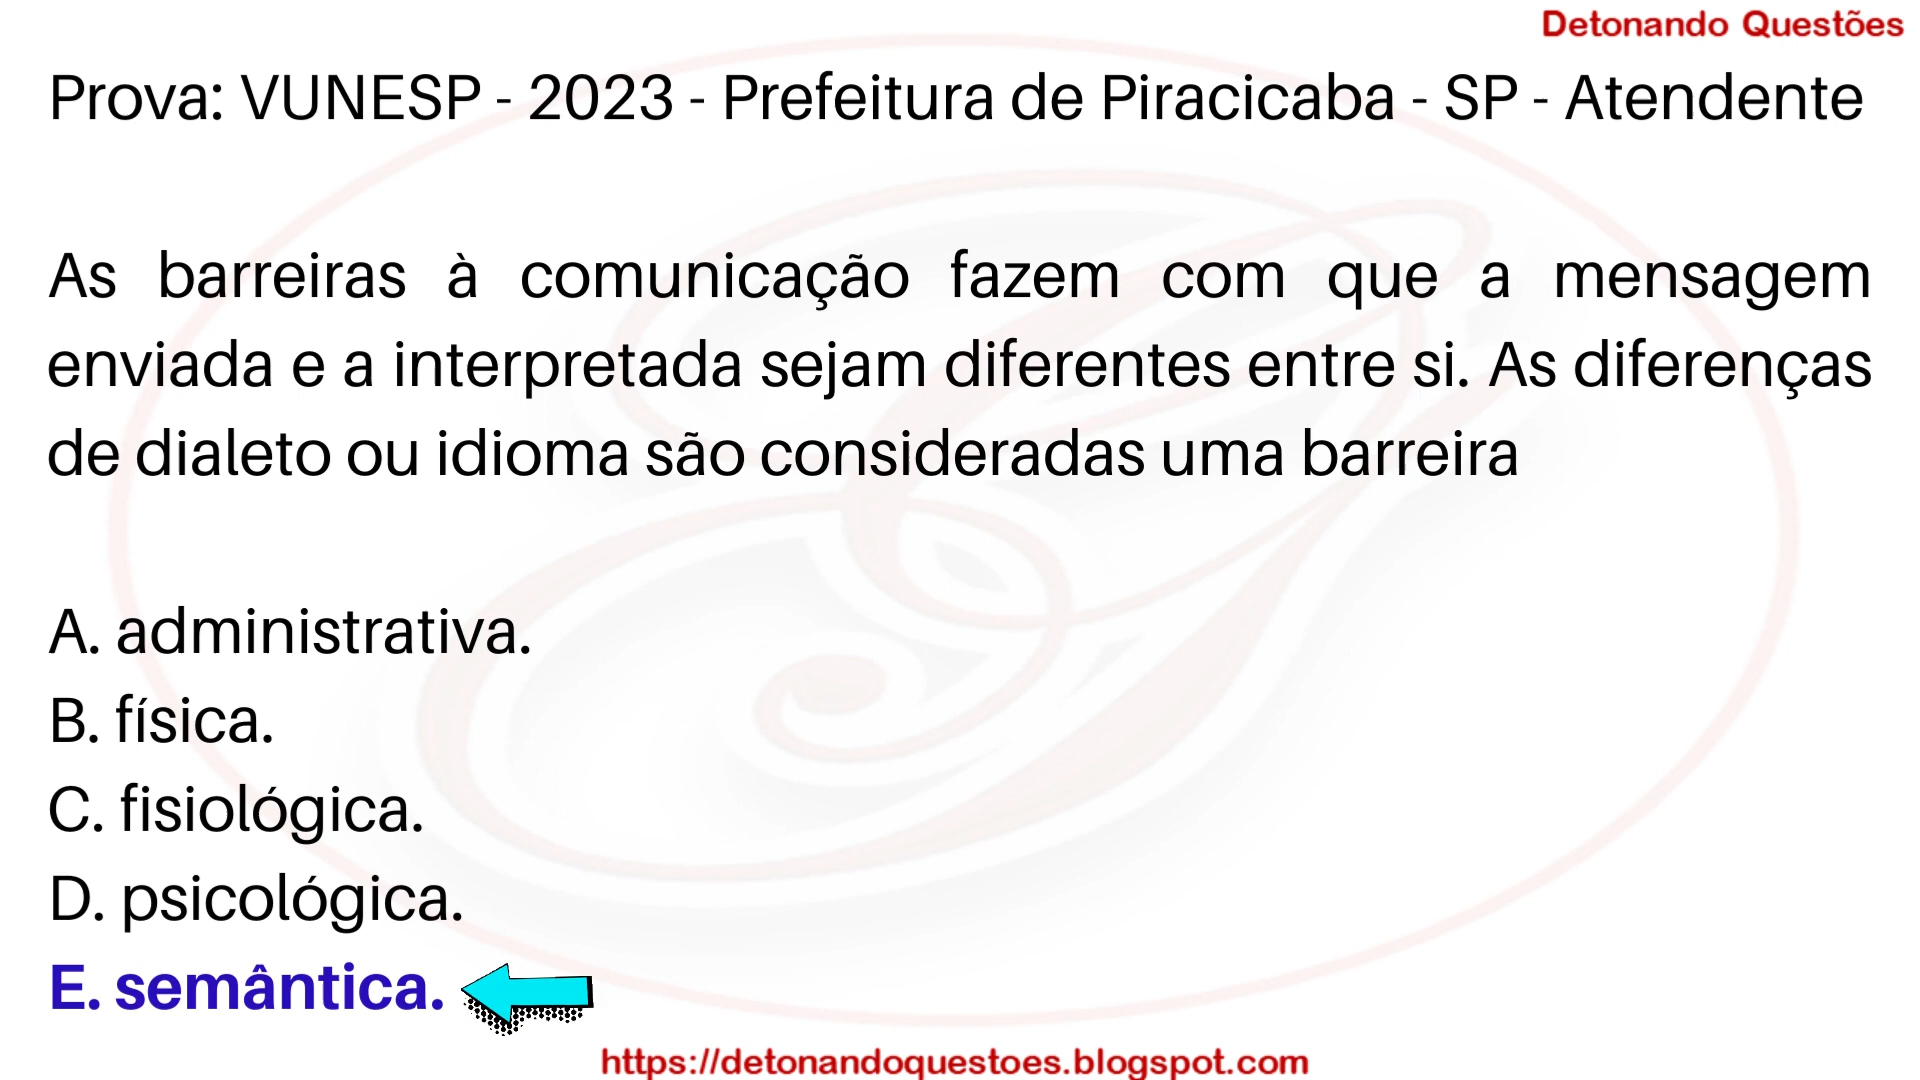 Detonando Questões
Prova: VUNESP - 2023 - Prefeitura de Piracicaba - SP - Atendente
As barreiras à comunicação fazem com que a mensagem
enviada e a interpretada sejam diferentes entre si. As diferenças
de dialeto ou idioma são consideradas uma barreira
A. administrativa.
B. física.
C. fisiológica.
D. psicológica.
E. semântica.
https://detonandoquestoes.blogspot.com